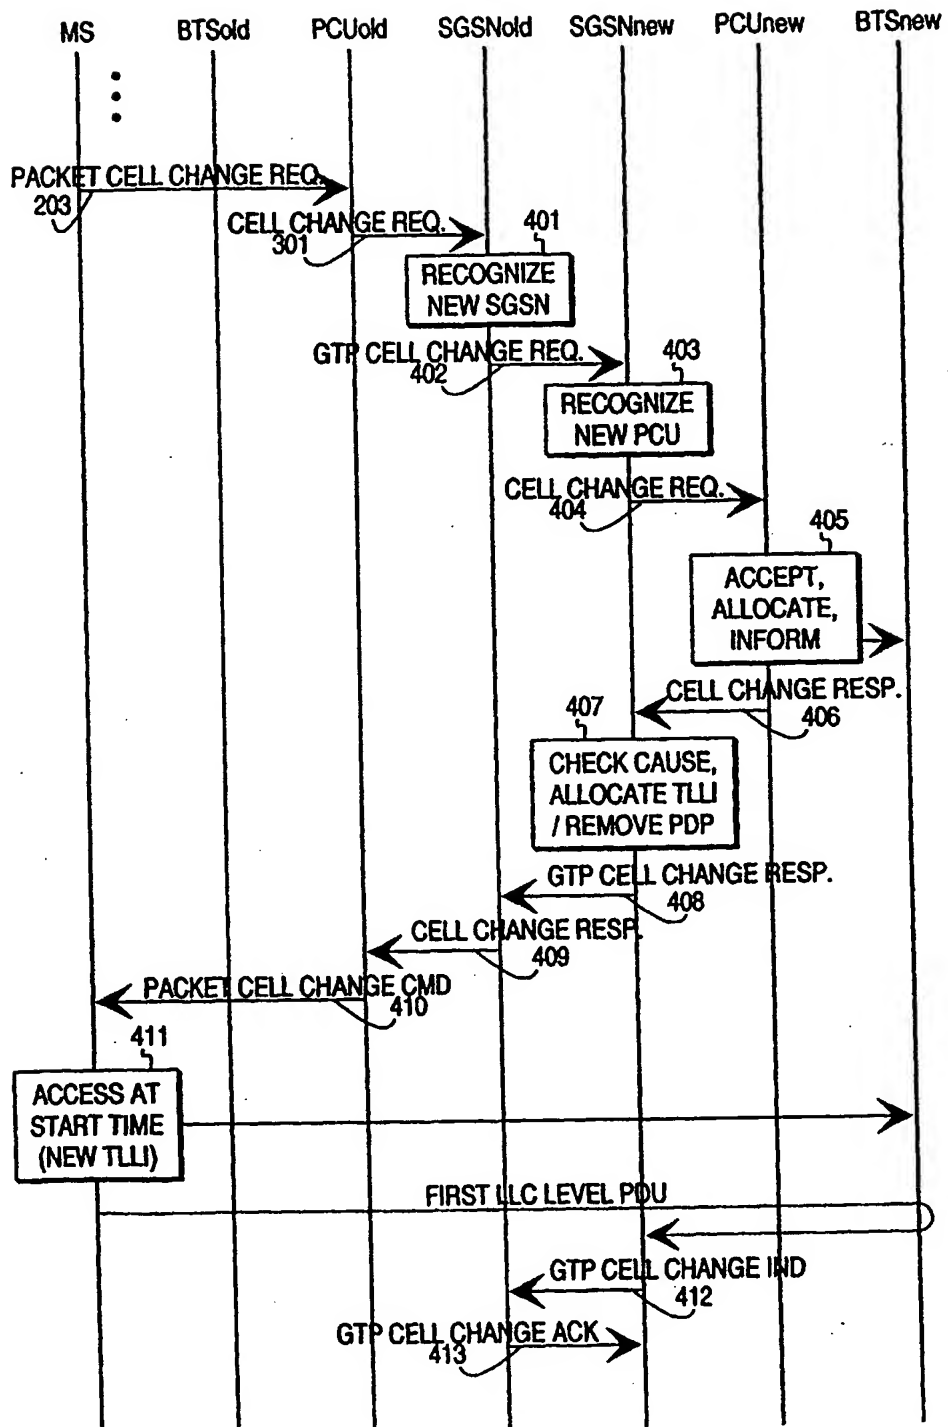 MS BTSold PCUold SGSNold SGSNnew PCUnew BTSnew
PACKET CELL CHANGE REQ.
203
CELL CHANGE REQ.
301
401
RECOGNIZE
NEW SGSN
GTP CELL CHANGE REQ.
402
403
RECOGNIZE
NEW PCU
CELL CHANGE REQ.
404
405
ACCEPT,
ALLOCATE,
INFORM
CELL CHANGE RESP.
406
407
CHECK CAUSE,
ALLOCATE TLLI
/ REMOVE PDP
GTP CELL CHANGE RESP.
408
CELL CHANGE RESP.
409
PACKET CELL CHANGE CMD
410
411
ACCESS AT
START TIME
(NEW TLLI)
FIRST LLC LEVEL PDU
GTP CELL CHANGE IND
412
GTP CELL CHANGE ACK
413